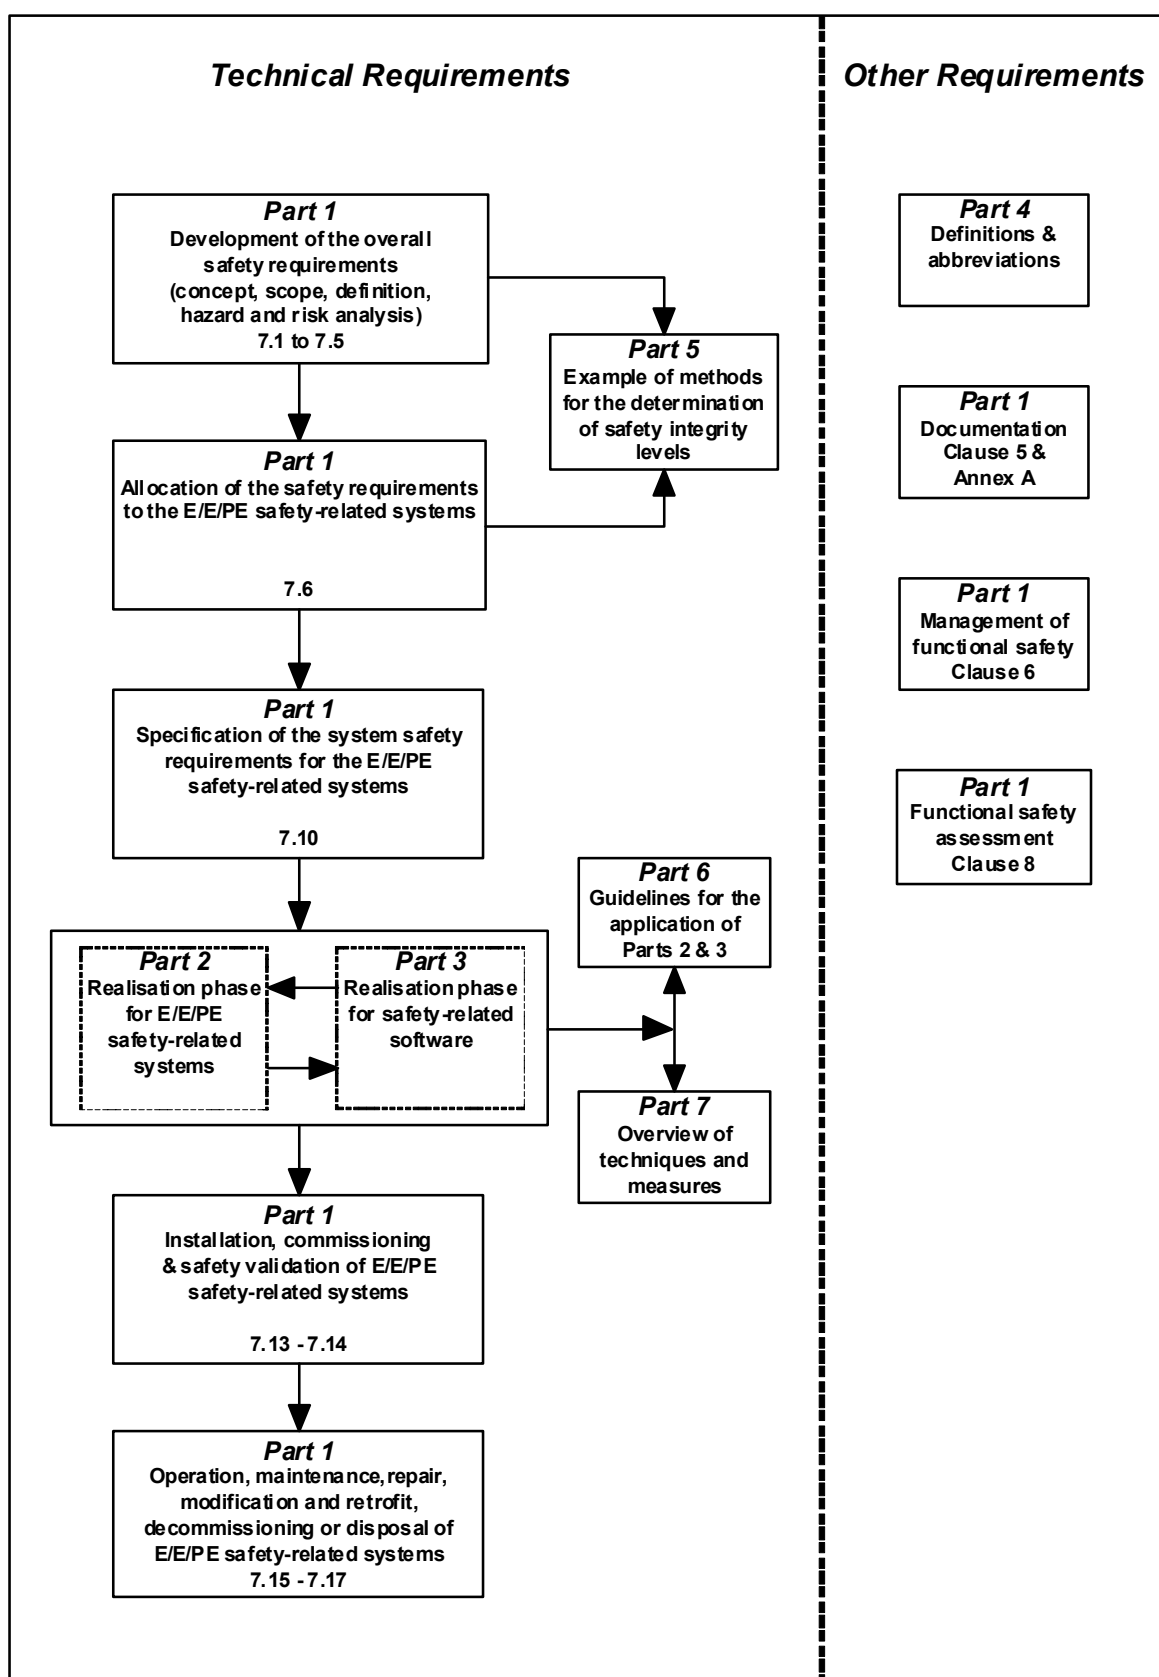 Technical Requirements
Other Requirements
Part 1
Development of the overall
safety requirements
(concept, scope, definition,
hazard and risk analysis)
7.1 to 7.5
Part 5
Example of methods
for the determination
of safety integrity
levels
Part 1
Allocation of the safety requirements
to the E/E/PE safety-related systems
7.6
Part 1
Specification of the system safety
requirements for the E/E/PE
safety-related systems
7.10
Part 6
Guidelines for the
application of
Parts 2 & 3
Part 2
Realisation phase
for E/E/PE
safety-related
systems
Part 3
Realisation phase
for safety-related
software
Part 7
Overview of
techniques and
measures
Part 1
Installation, commissioning
& safety validation of E/E/PE
safety-related systems
7.13 - 7.14
Part 1
Operation, maintenance, repair,
modification and retrofit,
decommissioning or disposal of
E/E/PE safety-related systems
7.15 - 7.17
Part 4
Definitions &
abbreviations
Part 1
Documentation
Clause 5 &
Annex A
Part 1
Management of
functional safety
Clause 6
Part 1
Functional safety
assessment
Clause 8